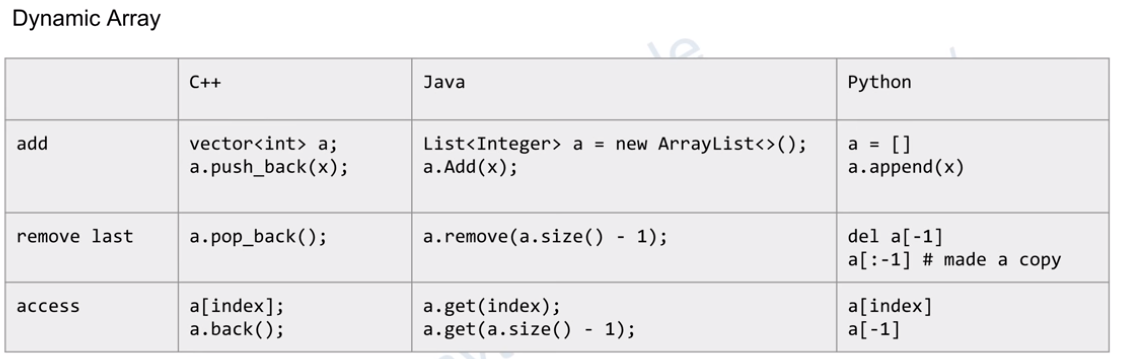 Dynamic Array
C++ Java Python
add
vector<int> a;
a.push_back(x);
List<Integer> a = new ArrayList<>();
a.Add(x);
a = []
a.append(x)
remove last
a.pop_back();
a.remove(a.size() - 1);
del a[-1]
a[:-1] # made a copy
access
a[index];
a.back();
a.get(index);
a.get(a.size() - 1);
a[index]
a[-1]